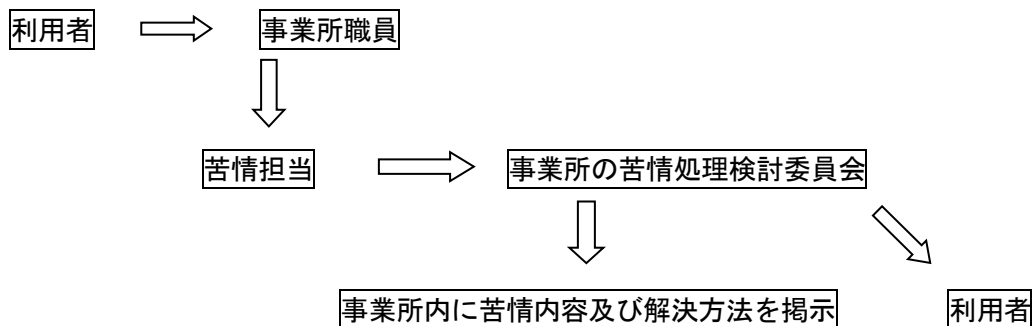 利用者
事業所職員
苦情担当
事業所の苦情処理検討委員会
事業所内に苦情内容及び解決方法を掲示
利用者